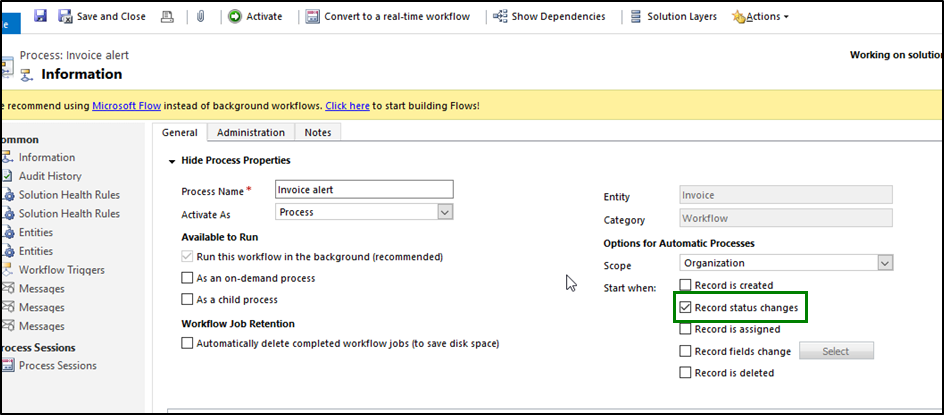 Save and Close
Activate
Convert to a real-time workflow
Show Dependencies
Solution Layers
Actions
Process: Invoice alert
Information
Working on solution
recommend using Microsoft Flow instead of background workflows. Click here to start building Flows!
Information
Audit History
Solution Health Rules
Solution Health Rules
Entities
Entities
Workflow Triggers
Messages
Messages
Messages
Process Sessions
General
Administration
Notes
Hide Process Properties
Process Name*
Invoice alert
Activate As
Process
Available to Run
Run this workflow in the background (recommended)
As an on-demand process
As a child process
Workflow Job Retention
Automatically delete completed workflow jobs (to save disk space)
Entity
Invoice
Category
Workflow
Options for Automatic Processes
Scope
Organization
Start when:
Record is created
Record status changes
Record is assigned
Record fields change
Select
Record is deleted